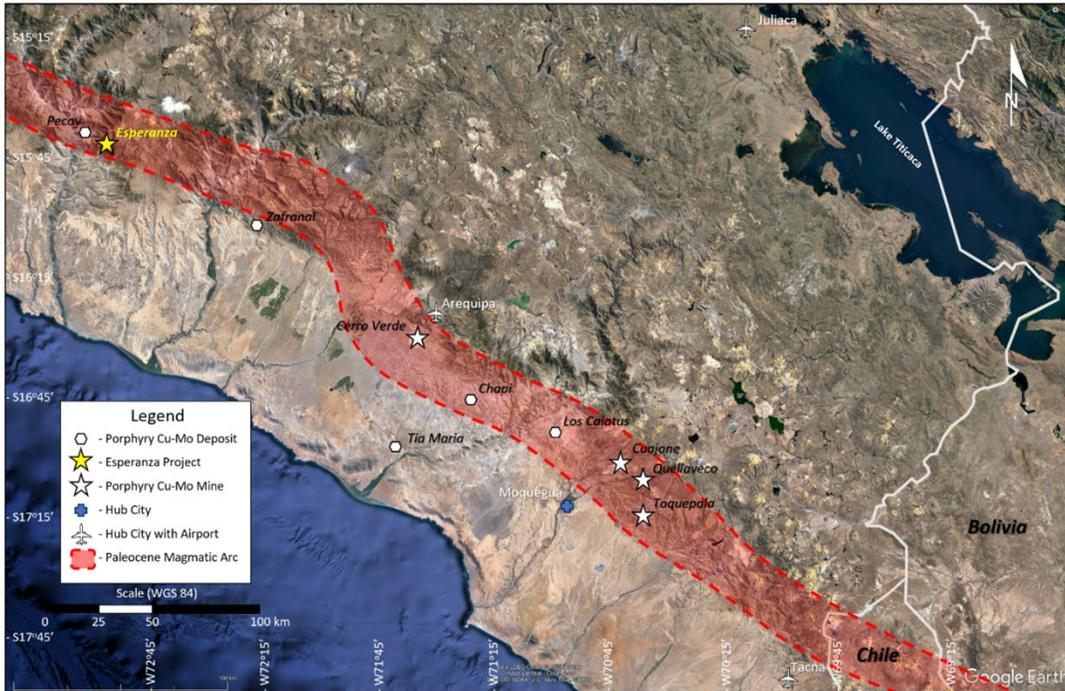 Juliaca
S15°15'
N
Pecoy
Esperanza
Lake Titicaca
S15°45'
Zafranal
S16°15'
Arequipa
Cerro Verde
Chapi
S16°45'
Los Calatos
Tia Maria
Cuajone
Quellaveco
Moquegua
Toquepala
S17°15'
Bolivia
Legend
- Porphyry Cu-Mo Deposit
- Esperanza Project
- Porphyry Cu-Mo Mine
- Hub City
- Hub City with Airport
- Paleocene Magmatic Arc
Scale (WGS 84)
0 50 100 km
S17°45'
W72°45'
W72°15'
W71°45'
W71°15'
W70°45'
W70°15'
W69°45'
W69°15'
Chile
Tacna
Google Earth
100 km